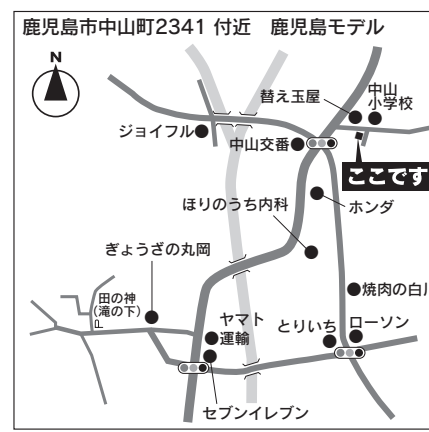 鹿児島市中山町2341 付近　鹿児島モデル
N
替え玉屋
中山
小学校
ジョイフル
中山交番
ここです
ほりのうち内科
ホンダ
ぎょうざの丸岡
田の神
(滝の下)
焼肉の白川
ヤマト
運輸
とりいち
ローソン
セブンイレブン